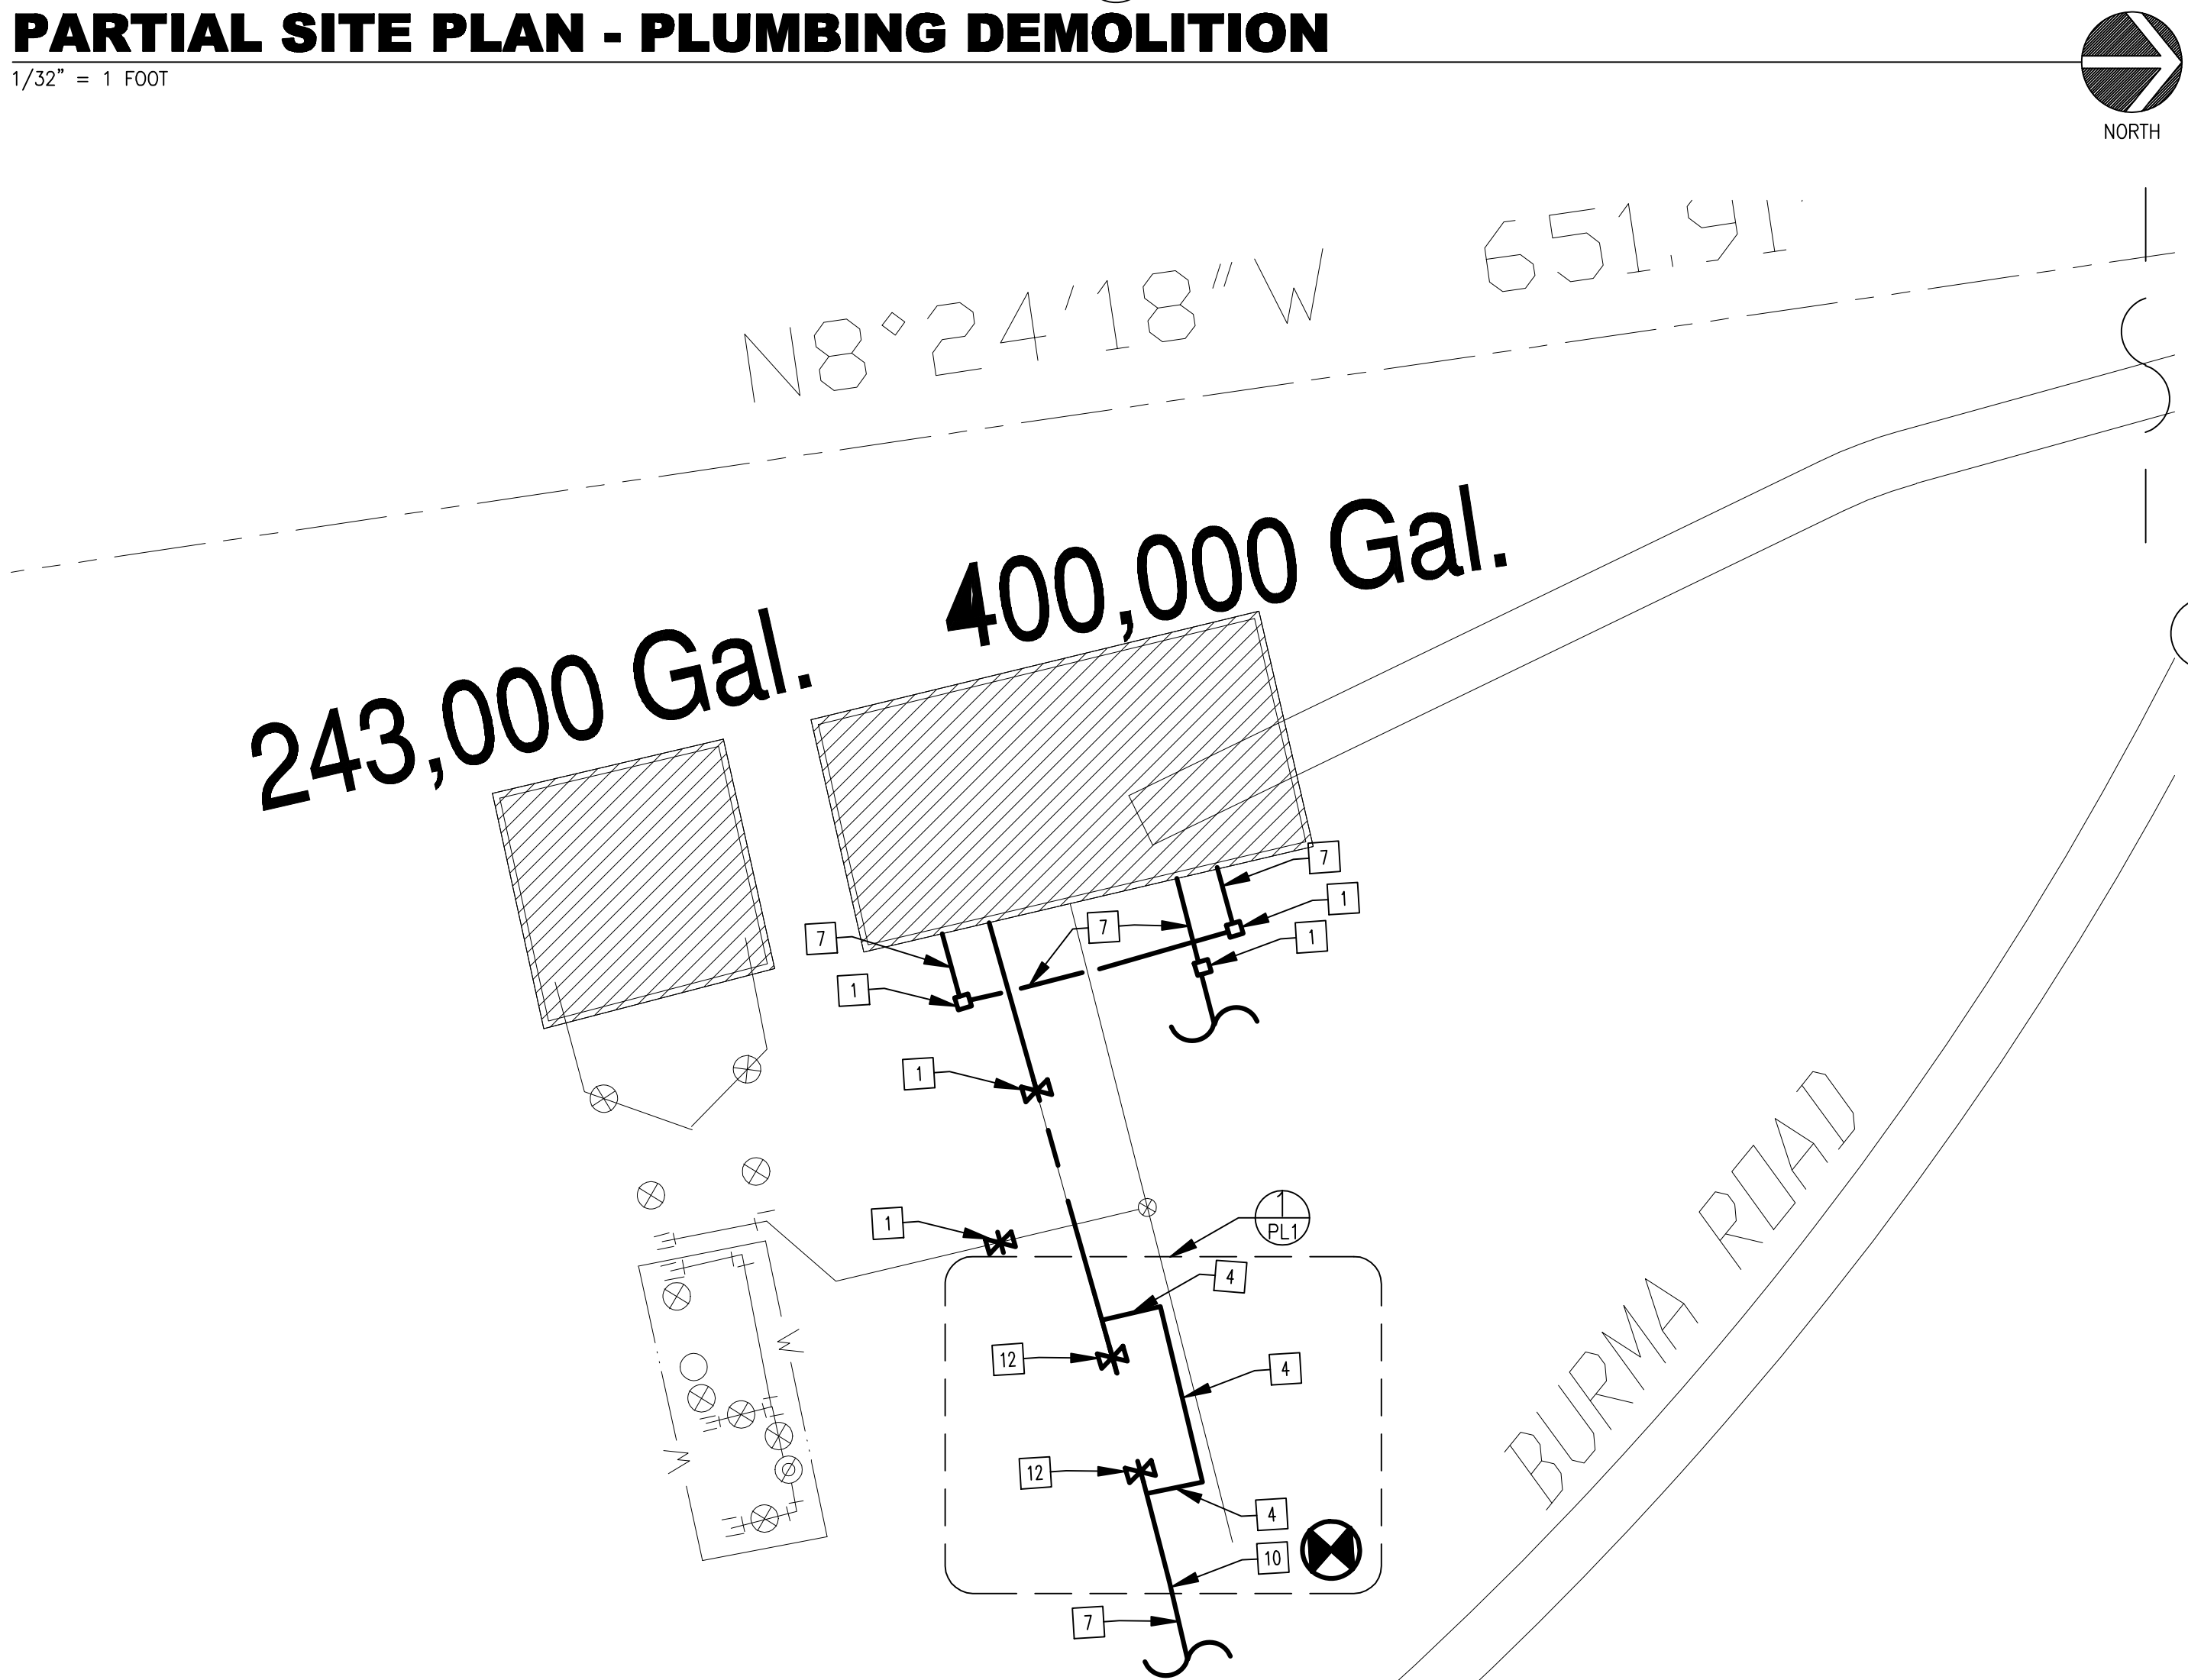 PARTIAL SITE PLAN - PLUMBING DEMOLITION
1/32" = 1 FOOT
NORTH
N8°24'18"W 651.91'
400,000 Gal.
243,000 Gal.
7
1
7
1
7
1
1
1
1
PL1
4
12
4
12
4
10
7
BURMA ROAD
W
W